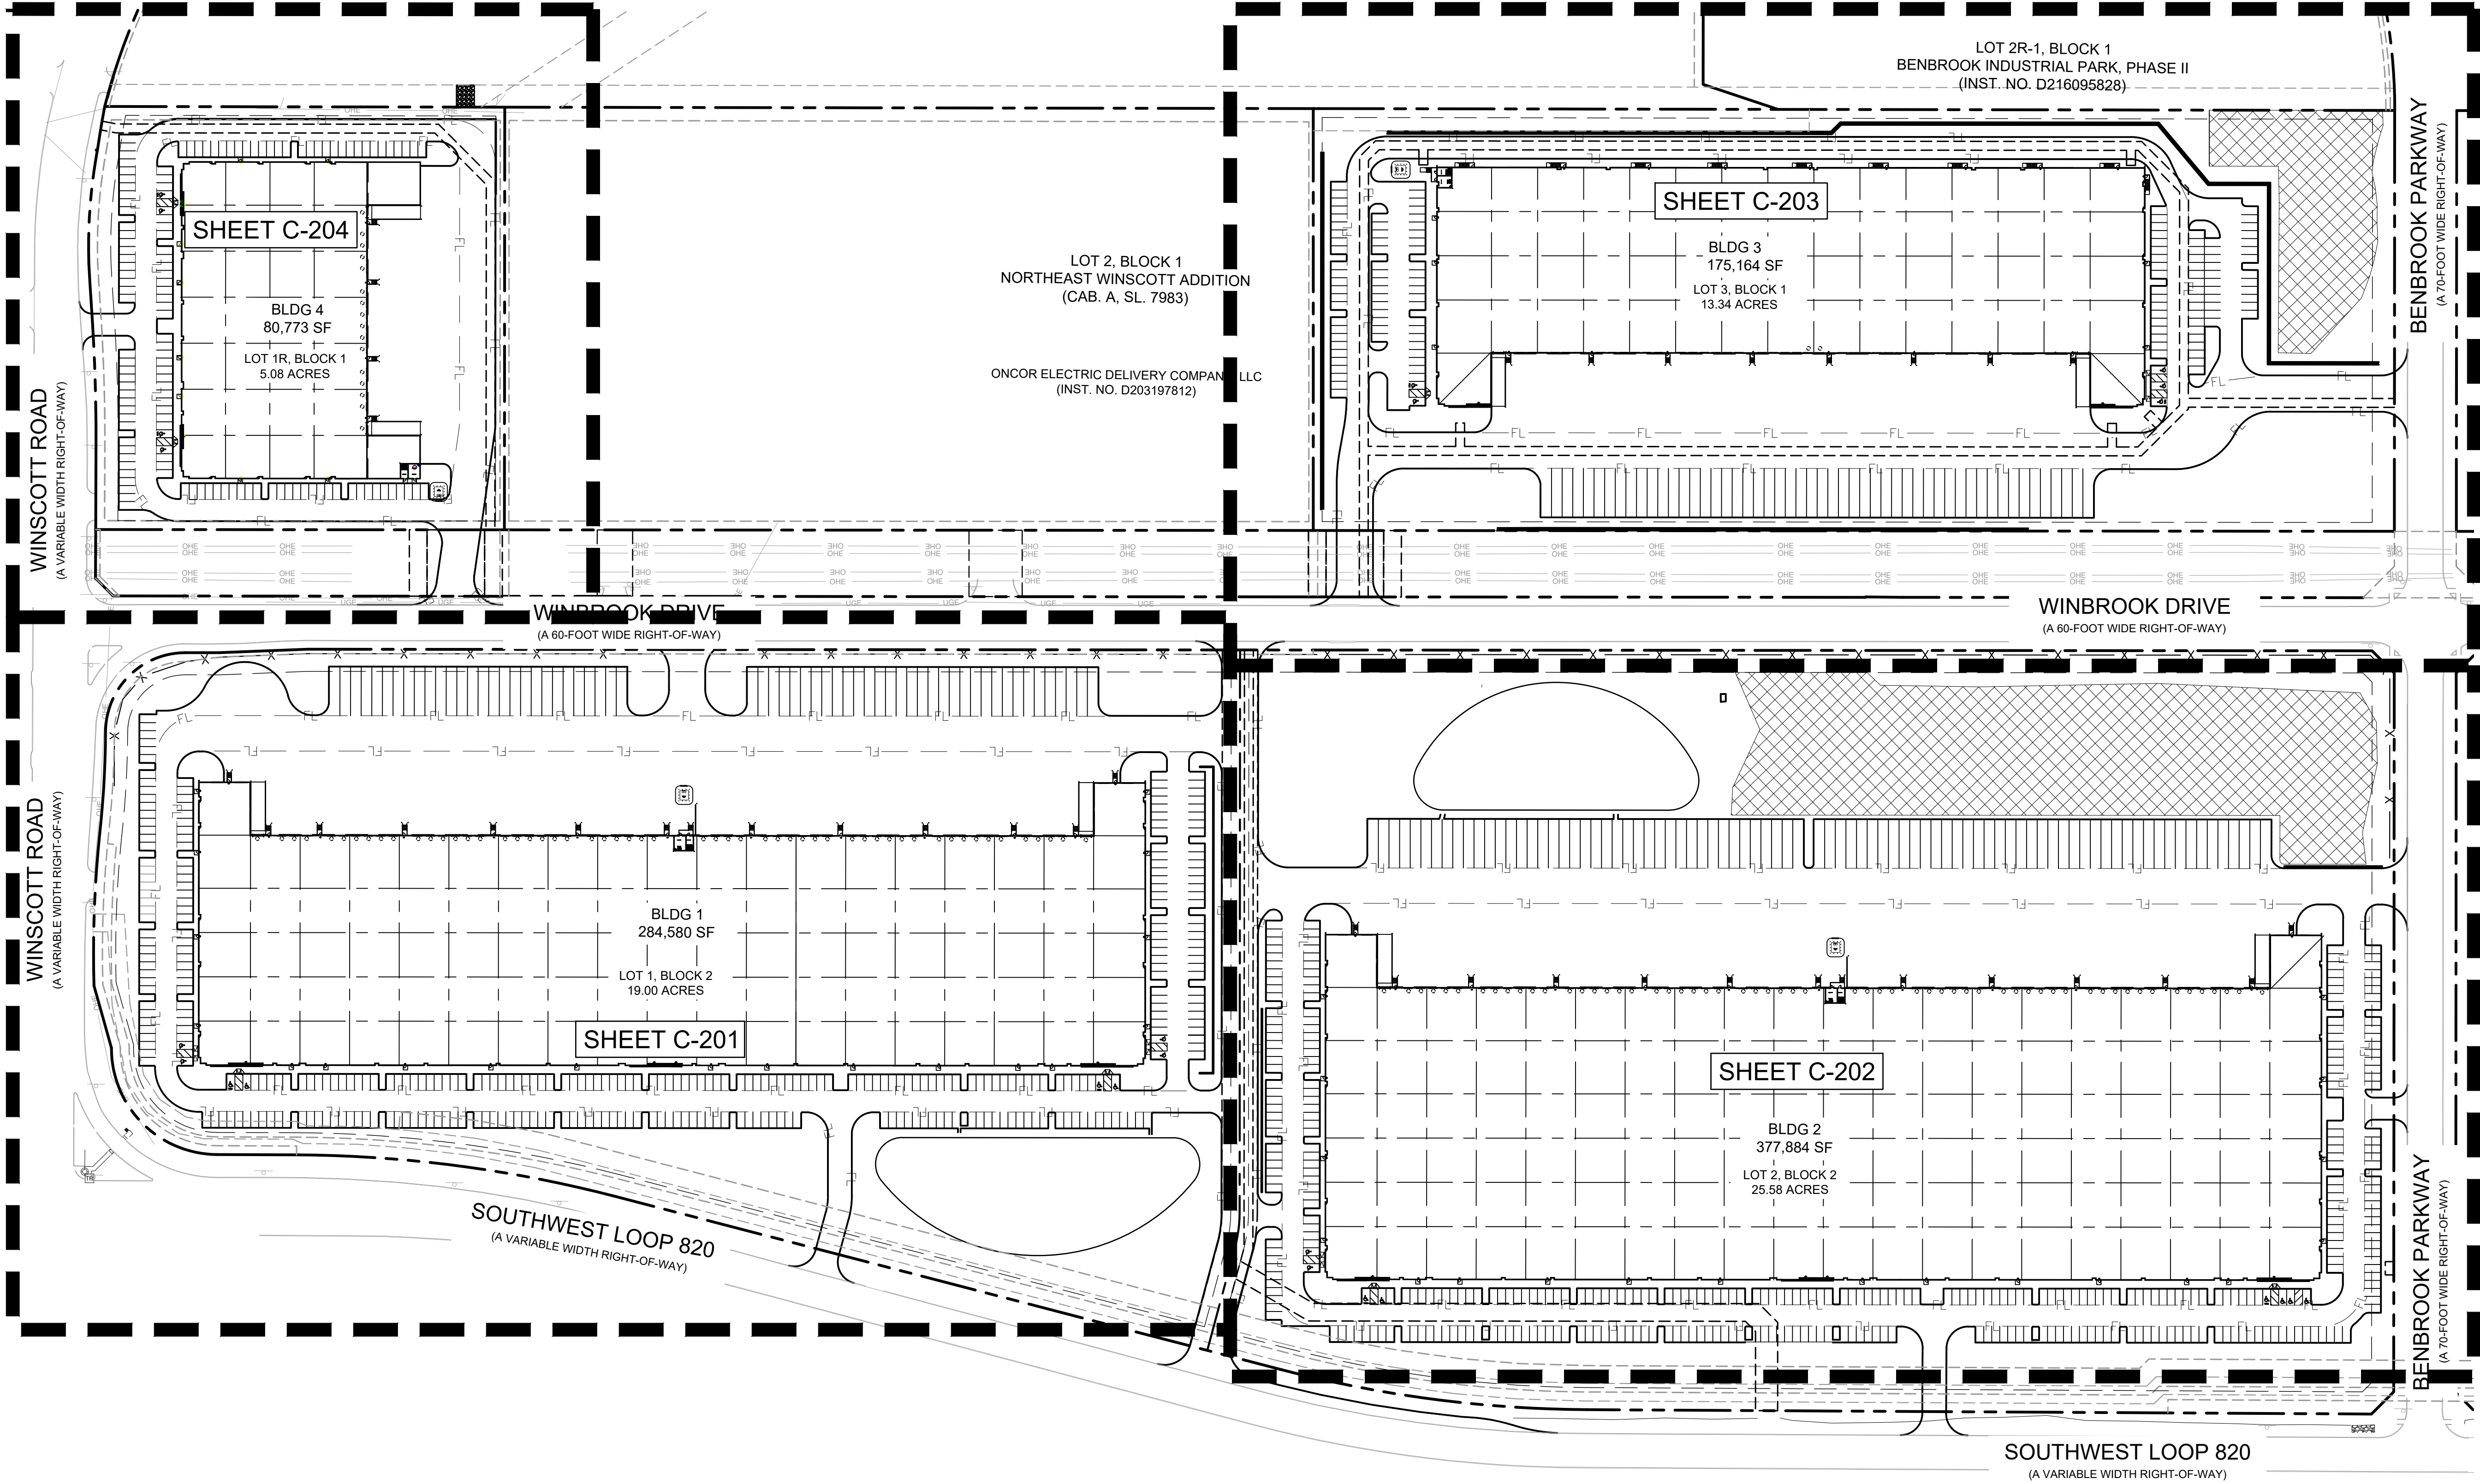 LOT 2R-1, BLOCK 1
BENBROOK INDUSTRIAL PARK, PHASE II
(INST. NO. D216095828)
BENBROOK PARKWAY
(A 70-FOOT WIDE RIGHT-OF-WAY)
SHEET C-204
BLDG 4
80,773 SF
LOT 1R, BLOCK 1
5.08 ACRES
WINSCOTT ROAD
(A VARIABLE WIDTH RIGHT-OF-WAY)
LOT 2, BLOCK 1
NORTHEAST WINSCOTT ADDITION
(CAB. A, SL. 7983)
ONCOR ELECTRIC DELIVERY COMPANY LLC
(INST. NO. D203197812)
SHEET C-203
BLDG 3
175,164 SF
LOT 3, BLOCK 1
13.34 ACRES
WINBROOK DRIVE
(A 60-FOOT WIDE RIGHT-OF-WAY)
WINBROOK DRIVE
(A 60-FOOT WIDE RIGHT-OF-WAY)
WINSCOTT ROAD
(A VARIABLE WIDTH RIGHT-OF-WAY)
BLDG 1
284,580 SF
LOT 1, BLOCK 2
19.00 ACRES
SHEET C-201
SHEET C-202
BLDG 2
377,884 SF
LOT 2, BLOCK 2
25.58 ACRES
SOUTHWEST LOOP 820
(A VARIABLE WIDTH RIGHT-OF-WAY)
BENBROOK PARKWAY
(A 70-FOOT WIDE RIGHT-OF-WAY)
SOUTHWEST LOOP 820
(A VARIABLE WIDTH RIGHT-OF-WAY)